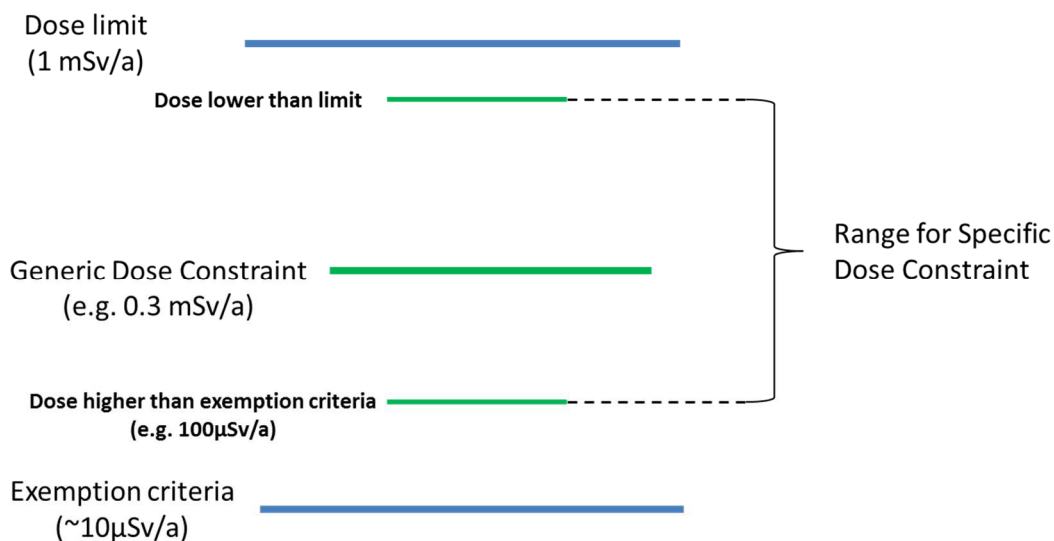 Dose limit
(1 mSv/a)
Dose lower than limit
Range for Specific
Dose Constraint
Generic Dose Constraint
(e.g. 0.3 mSv/a)
Dose higher than exemption criteria
(e.g. 100µSv/a)
Exemption criteria
(~10µSv/a)